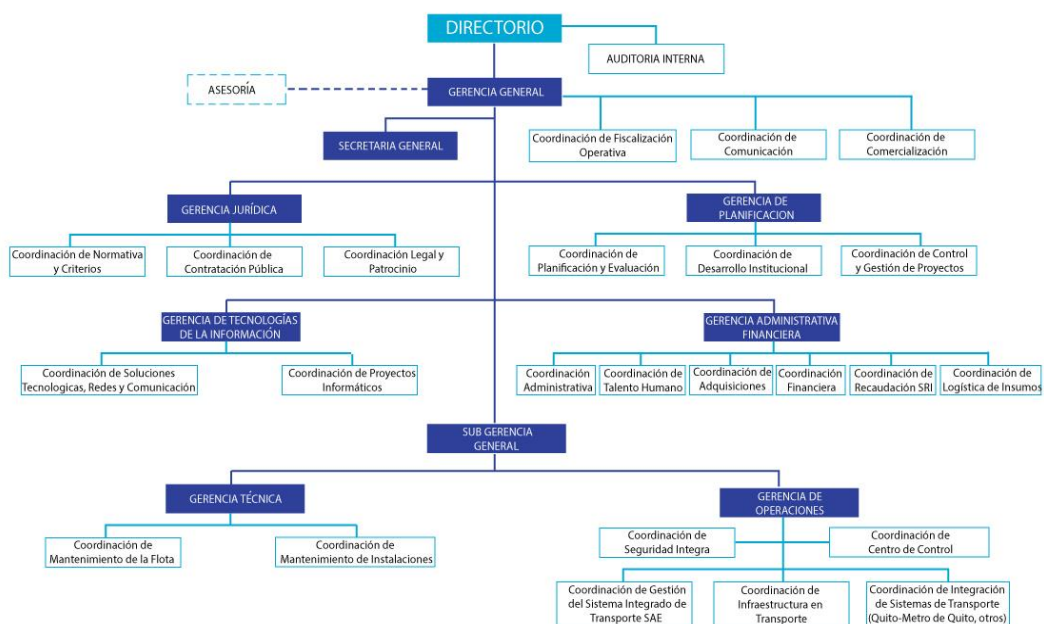 DIRECTORIO
AUDITORIA INTERNA
ASESORÍA
GERENCIA GENERAL
SECRETARIA GENERAL
Coordinación de Fiscalización
Operativa
Coordinación de
Comunicación
Coordinación de
Comercialización
GERENCIA JURÍDICA
GERENCIA DE
PLANIFICACION
Coordinación de Normativa
y Criterios
Coordinación de
Contratación Pública
Coordinación Legal y
Patrocinio
Coordinación de
Planificación y Evaluación
Coordinación de
Desarrollo Institucional
Coordinación de Control
y Gestión de Proyectos
GERENCIA DE TECNOLOGÍAS
DE LA INFORMACIÓN
GERENCIA ADMINISTRATIVA
FINANCIERA
Coordinación de Soluciones
Tecnologicas, Redes y Comunicación
Coordinación de Proyectos
Informáticos
Coordinación
Administrativa
Coordinación de
Talento Humano
Coordinación de
Adquisiciones
Coordinación
Financiera
Coordinación de
Recaudación SRI
Coordinación de
Logística de Insumos
SUB GERENCIA
GENERAL
GERENCIA TÉCNICA
GERENCIA DE
OPERACIONES
Coordinación de
Mantenimiento de la Flota
Coordinación de
Mantenimiento de Instalaciones
Coordinación de
Seguridad Integra
Coordinación de
Centro de Control
Coordinación de Gestión
del Sistema Integrado de
Transporte SAE
Coordinación de
Infraestructura en
Transporte
Coordinación de Integración
de Sistemas de Transporte
(Quito-Metro de Quito, otros)